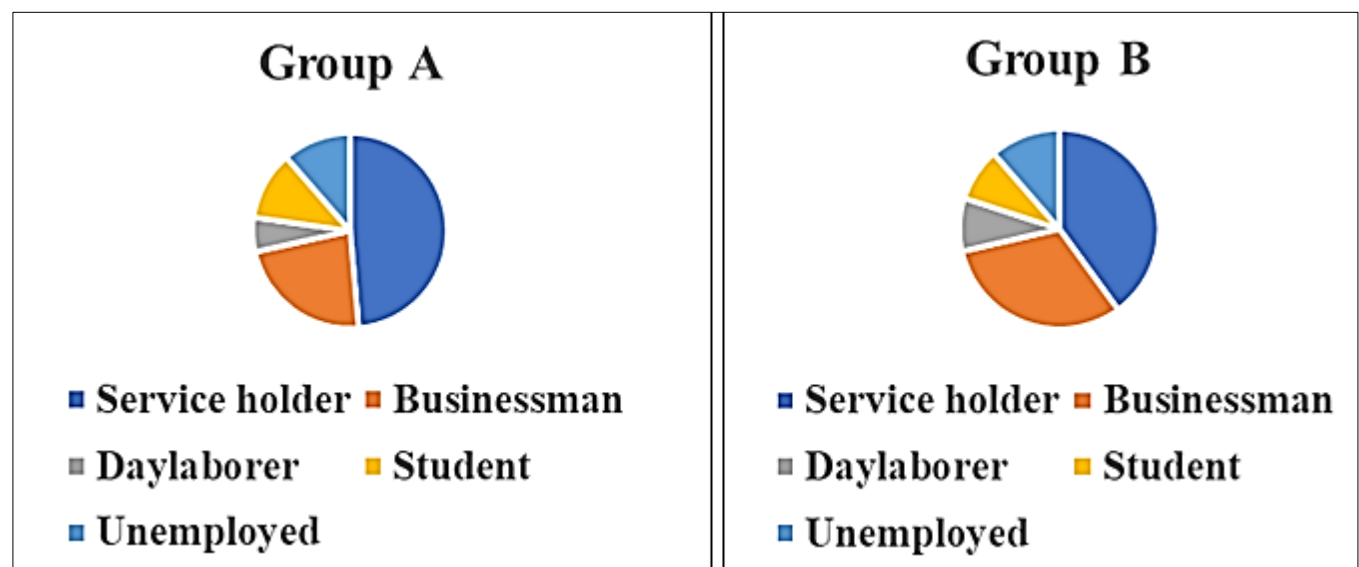 Group A
Service holder Businessman
Daylaborer Student
Unemployed
Group B
Service holder Businessman
Daylaborer Student
Unemployed